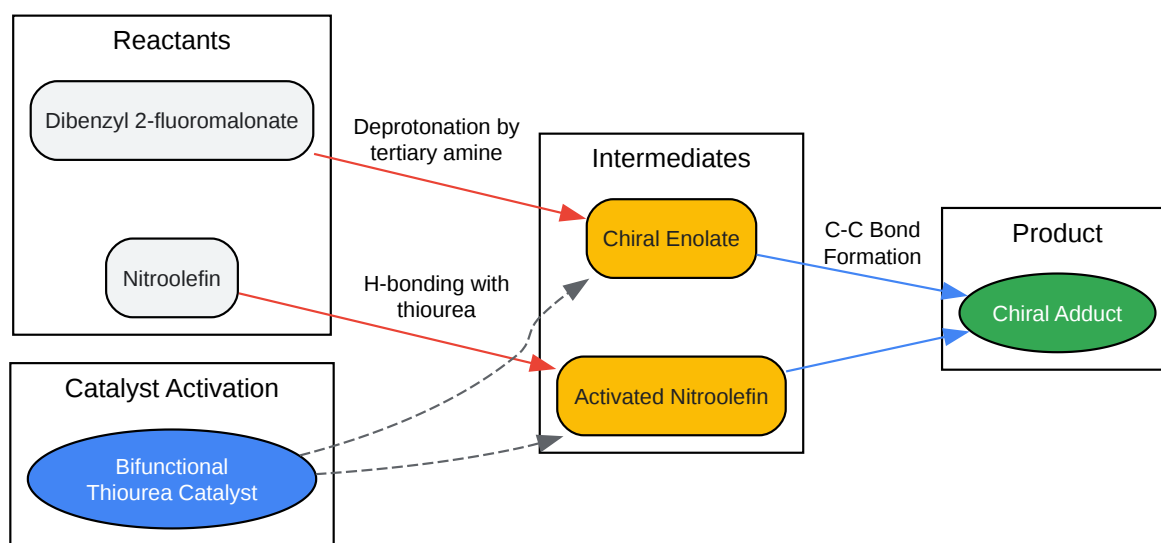 Reactants
Dibenzyl 2-fluoromalonate
Nitroolefin
Catalyst Activation
Bifunctional
Thiourea Catalyst
Deprotonation by
tertiary amine
H-bonding with
thiourea
Intermediates
Chiral Enolate
Activated Nitroolefin
C-C Bond
Formation
Product
Chiral Adduct